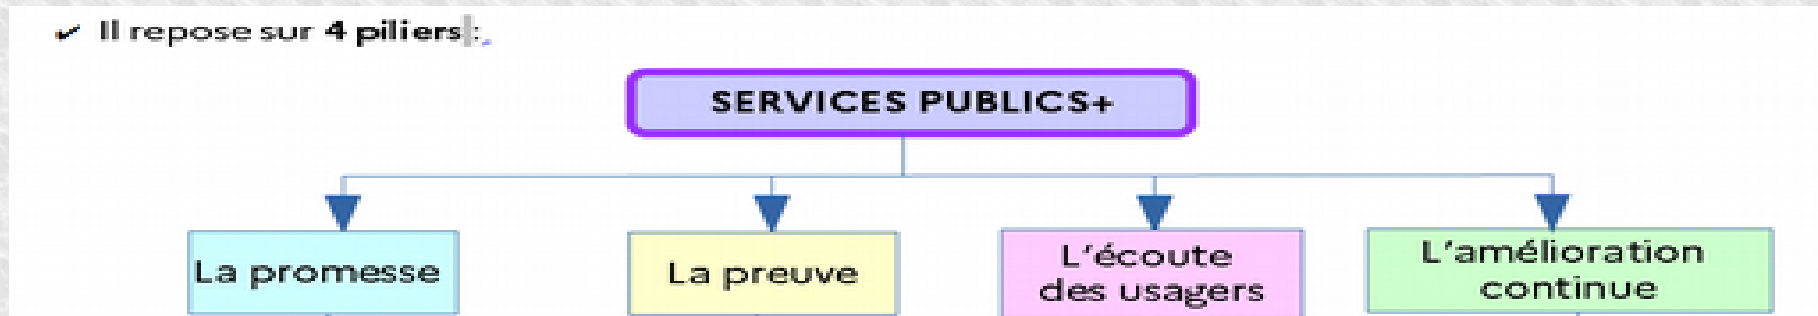 ✔ Il repose sur 4 piliers :
SERVICES PUBLICS+
La promesse
La preuve
L'écoute
des usagers
L'amélioration
continue